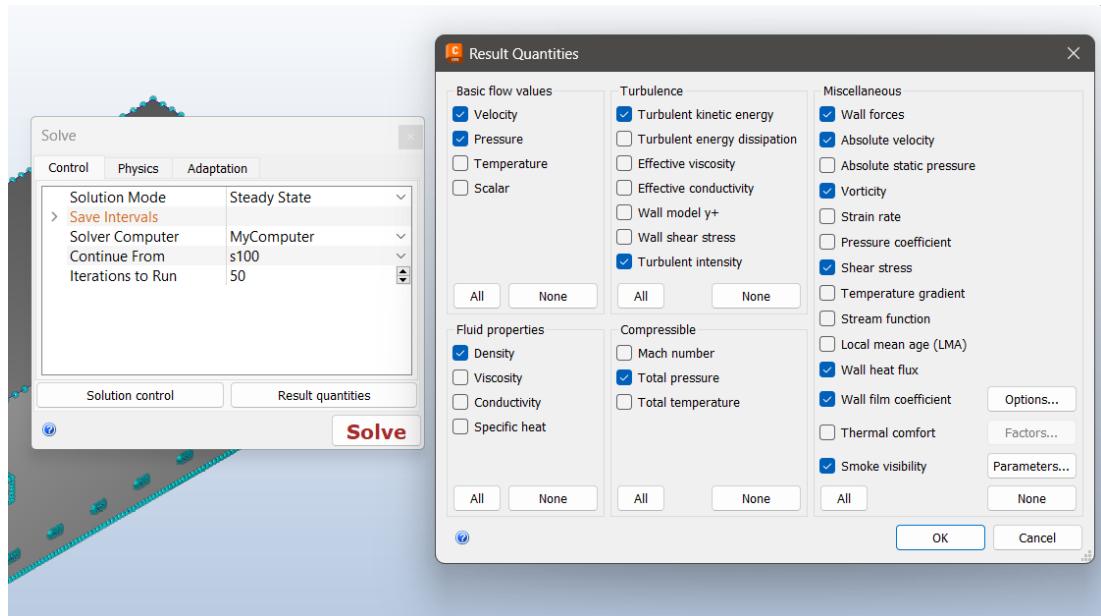 Solve
Control Physics Adaptation
Solution Mode Steady State
Save Intervals
Solver Computer MyComputer
Continue From s100
Iterations to Run 50
Solution control Result quantities
Solve
Result Quantities
Basic flow values
Velocity
Pressure
Temperature
Scalar
All None
Turbulence
Turbulent kinetic energy
Turbulent energy dissipation
Effective viscosity
Effective conductivity
Wall model y+
Wall shear stress
Turbulent intensity
All None
Fluid properties
Density
Viscosity
Conductivity
Specific heat
All None
Compressible
Mach number
Total pressure
Total temperature
All None
Miscellaneous
Wall forces
Absolute velocity
Absolute static pressure
Vorticity
Strain rate
Pressure coefficient
Shear stress
Temperature gradient
Stream function
Local mean age (LMA)
Wall heat flux
Wall film coefficient Options...
Thermal comfort Factors...
Smoke visibility Parameters...
All None
OK Cancel